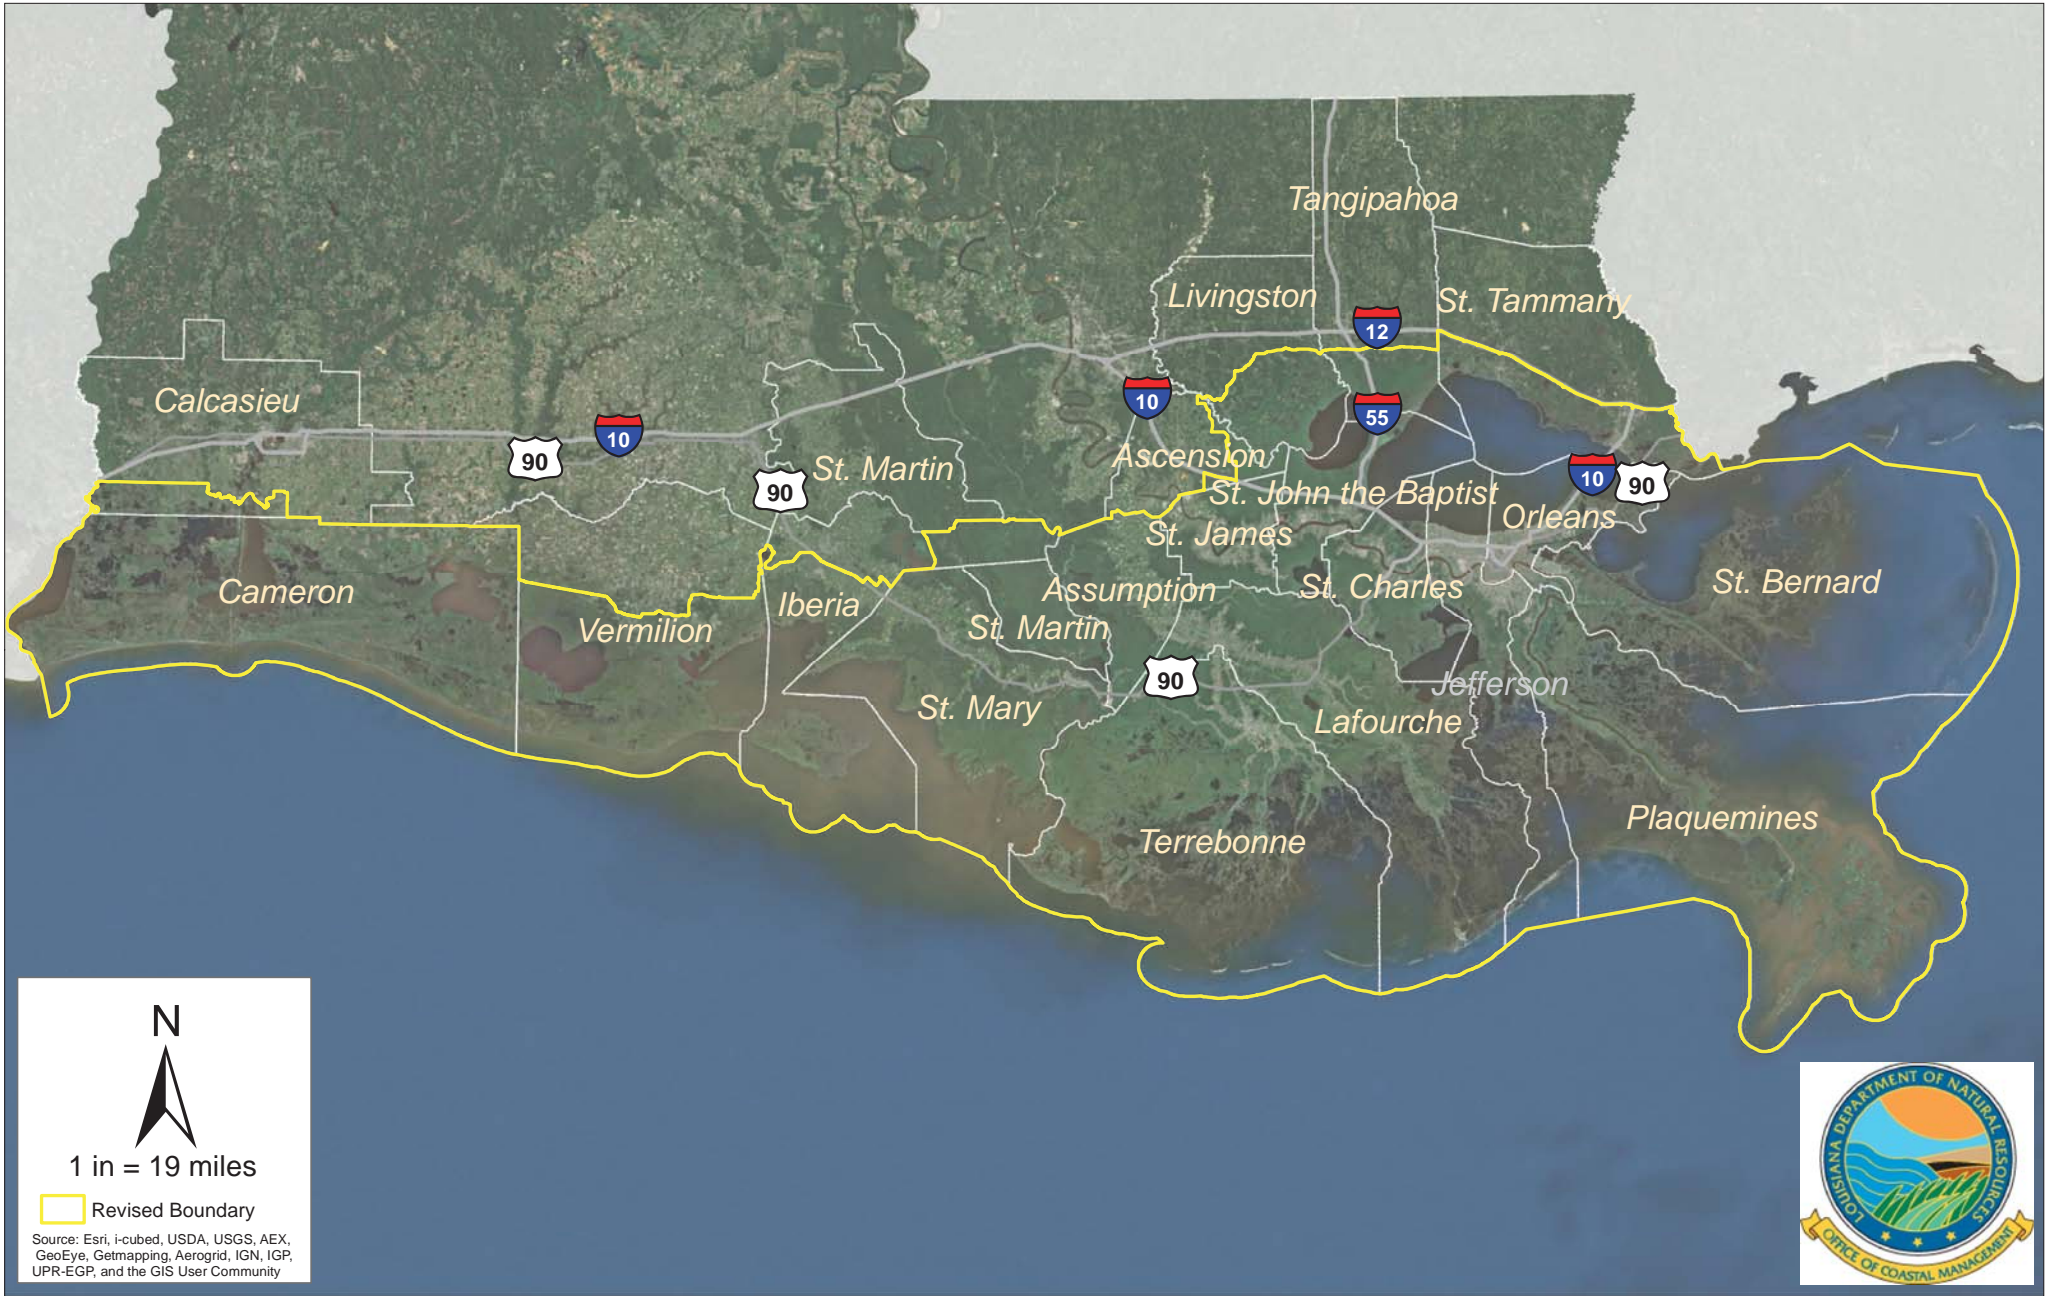 Tangipahoa
Livingston
St. Tammany
12
Calcasieu
10
55
10
90
St. Martin
Ascension
90
10
90
St. John the Baptist
Orleans
St. James
Cameron
Iberia
Assumption
St. Charles
St. Bernard
Vermilion
St. Martin
90
Jefferson
St. Mary
Lafourche
Terrebonne
Plaquemines
N
1 in = 19 miles
Revised Boundary
Source: Esri, i-cubed, USDA, USGS, AEX,
GeoEye, Getmapping, Aerogrid, IGN, IGP,
UPR-EGP, and the GIS User Community
LOUISIANA DEPARTMENT OF NATURAL RESOURCES
OFFICE OF COASTAL MANAGEMENT